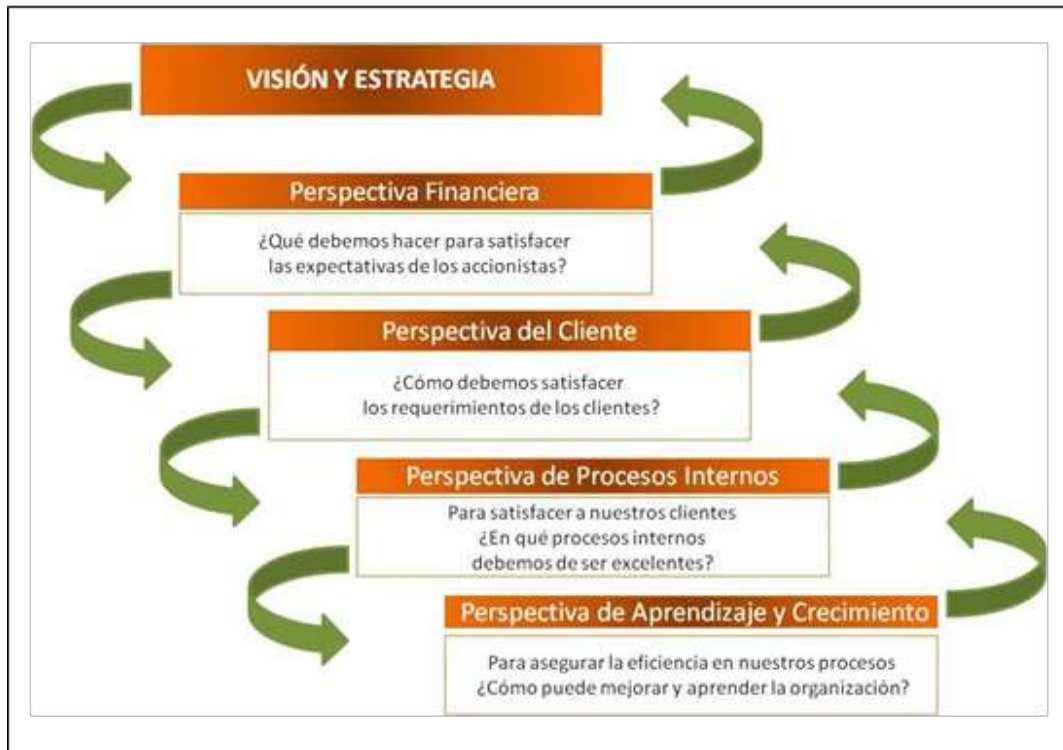 VISIÓN Y ESTRATEGIA
Perspectiva Financiera
¿Qué debemos hacer para satisfacer
las expectativas de los accionistas?
Perspectiva del Cliente
¿Cómo debemos satisfacer
los requerimientos de los clientes?
Perspectiva de Procesos Internos
Para satisfacer a nuestros clientes
¿En qué procesos internos
debemos de ser excelentes?
Perspectiva de Aprendizaje y Crecimiento
Para asegurar la eficiencia en nuestros procesos
¿Cómo puede mejorar y aprender la organización?